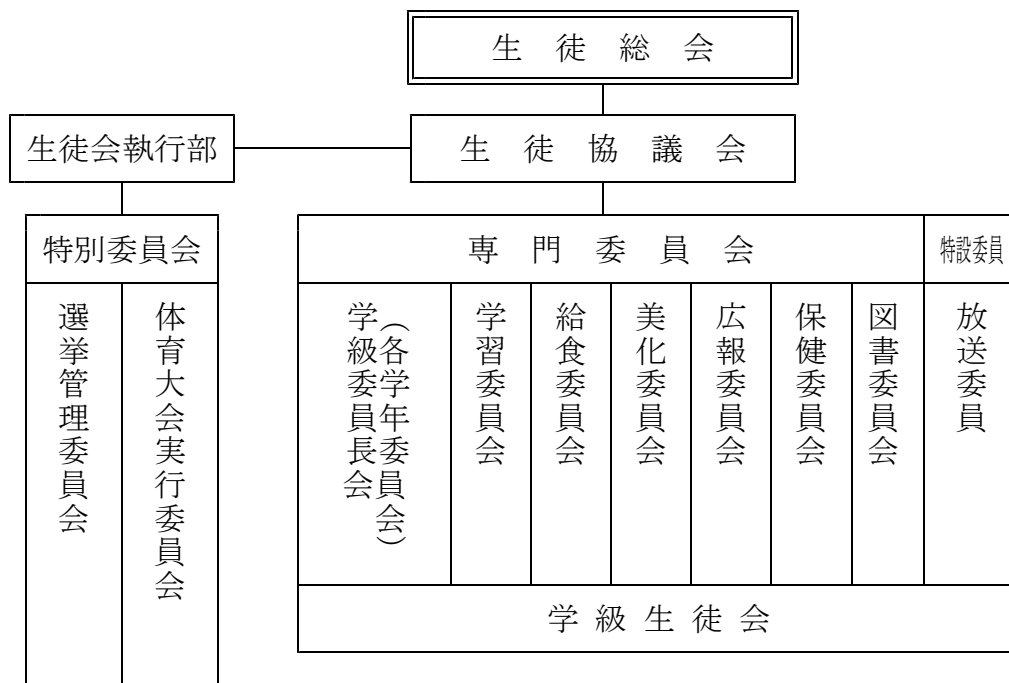 生徒総会
生徒会執行部
生徒協議会
特別委員会
専門委員会
特設委員
選挙管理委員会
体育大会実行委員会
学級委員長会
（各学年委員会）
学習委員会
給食委員会
美化委員会
広報委員会
保健委員会
図書委員会
放送委員
学級生徒会